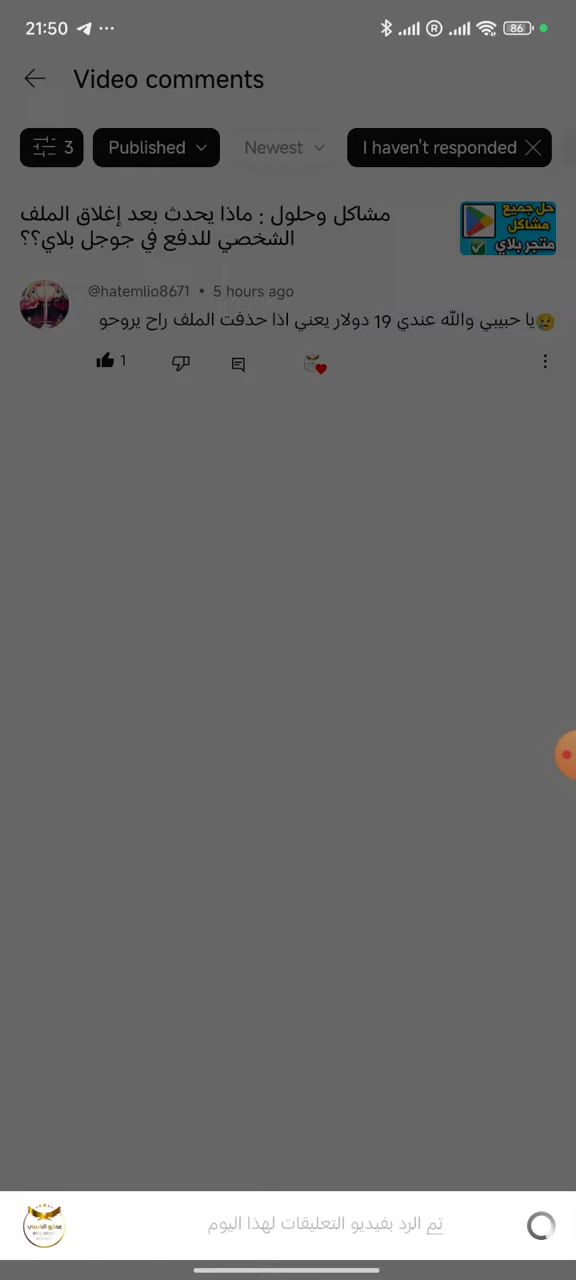 21:50
86
Video comments
3
Published
Newest
I haven't responded
مشاكل وحلول : ماذا يحدث بعد إغلاق الملف
الشخصي للدفع في جوجل بلاي؟؟
حل جميع
مشاكل
متجر بلاي
@hatemlio8671 • 5 hours ago
يا حبيبي والله عندي 19 دولار يعني اذا حذفت الملف راح يروحو😢
1
تم الرد بفيديو التعليقات لهذا اليوم